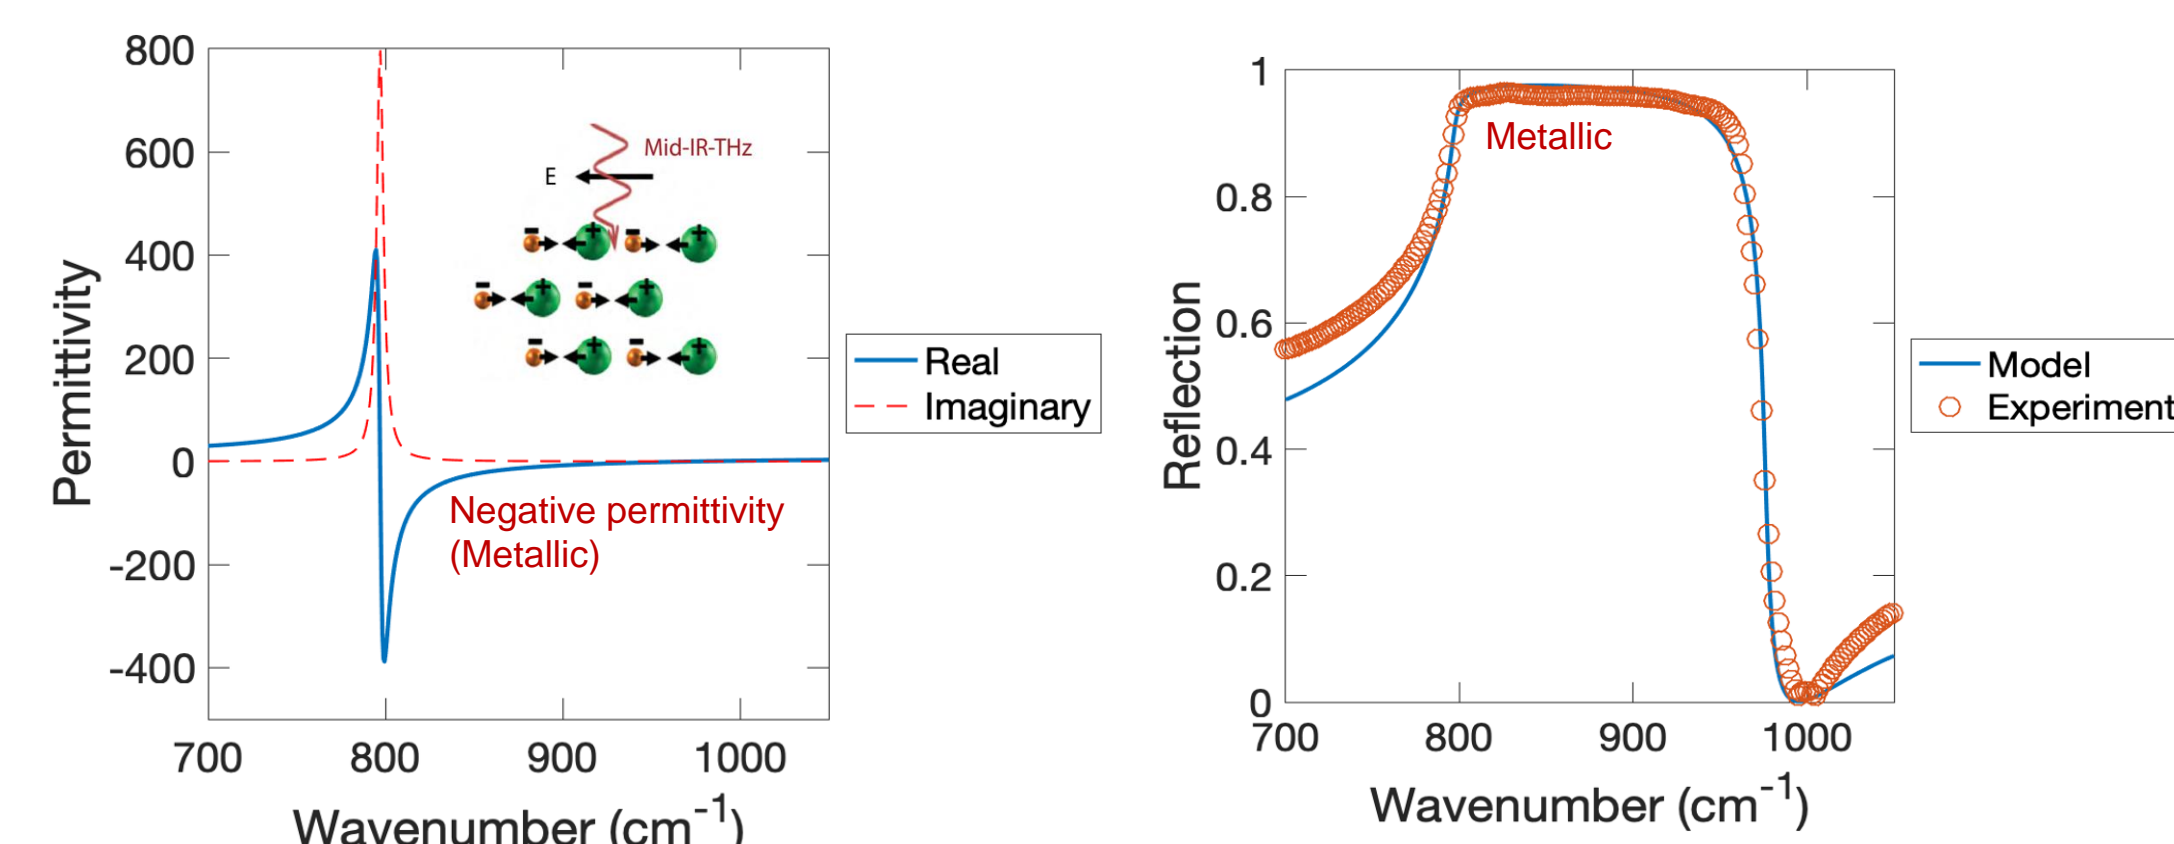 800
600
400
200
0
-200
-400
Permittivity
700
800
900
1000
Wavenumber (cm-1)
Mid-IR-THz
E
- + - +
- + - +
- + - +
Negative permittivity
(Metallic)
Real
Imaginary
1
0.8
0.6
0.4
0.2
0
Reflection
700
800
900
1000
Wavenumber (cm-1)
Metallic
Model
Experiment